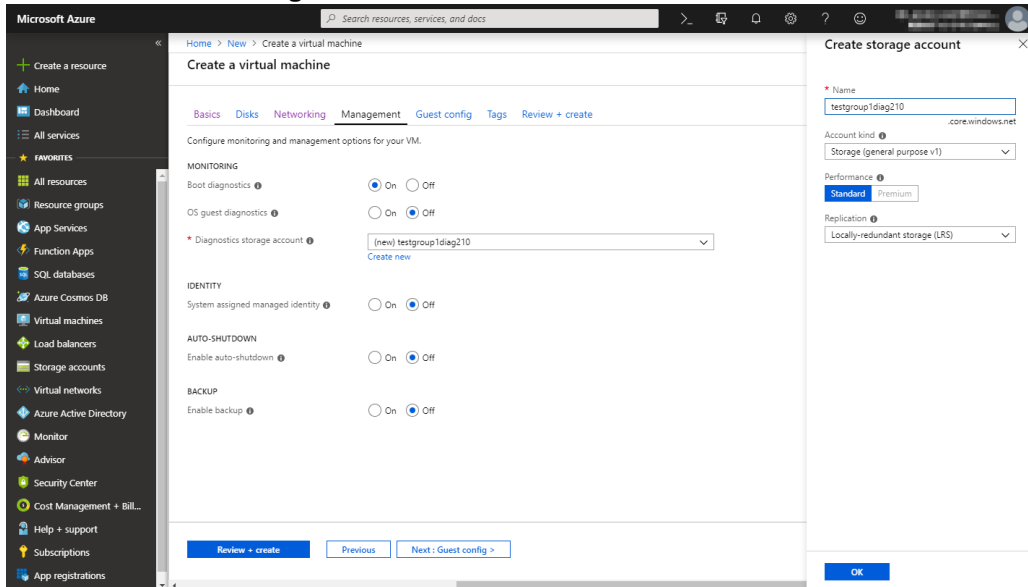 Microsoft Azure
Search resources, services, and docs
Create a resource
Home
Dashboard
All services
FAVORITES
All resources
Resource groups
App Services
Function Apps
SQL databases
Azure Cosmos DB
Virtual machines
Load balancers
Storage accounts
Virtual networks
Azure Active Directory
Monitor
Advisor
Security Center
Cost Management + Bill...
Help + support
Subscriptions
App registrations
Home > New > Create a virtual machine
Create a virtual machine
Basics Disks Networking Management Guest config Tags Review + create
Configure monitoring and management options for your VM.
MONITORING
Boot diagnostics On Off
OS guest diagnostics On Off
* Diagnostics storage account (new) testgroup1diag210
Create new
IDENTITY
System assigned managed identity On Off
AUTO-SHUTDOWN
Enable auto-shutdown On Off
BACKUP
Enable backup On Off
Review + create Previous Next : Guest config >
Create storage account
* Name
testgroup1diag210
.core.windows.net
Account kind
Storage (general purpose v1)
Performance
Standard Premium
Replication
Locally-redundant storage (LRS)
OK